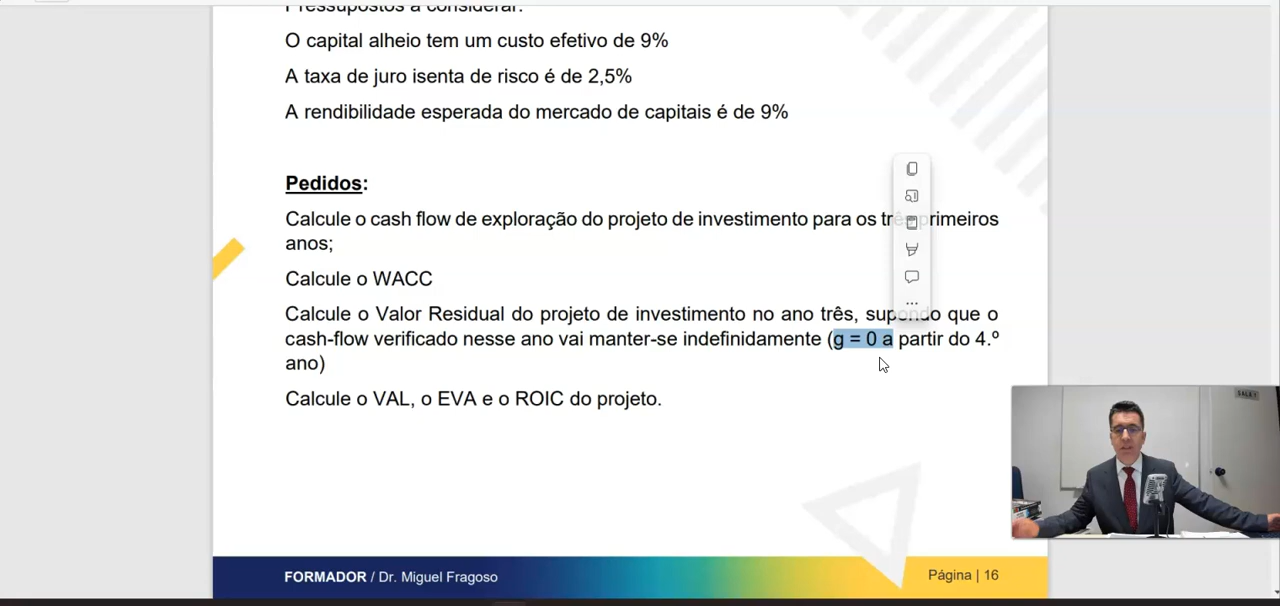 Pressupostos a considerar:
O capital alheio tem um custo efetivo de 9%
A taxa de juro isenta de risco é de 2,5%
A rendibilidade esperada do mercado de capitais é de 9%
Pedidos:
Calcule o cash flow de exploração do projeto de investimento para os três primeiros
anos;
Calcule o WACC
Calcule o Valor Residual do projeto de investimento no ano três, supondo que o
cash-flow verificado nesse ano vai manter-se indefinidamente (g = 0 a partir do 4.º
ano)
Calcule o VAL, o EVA e o ROIC do projeto.
FORMADOR / Dr. Miguel Fragoso
Página | 16